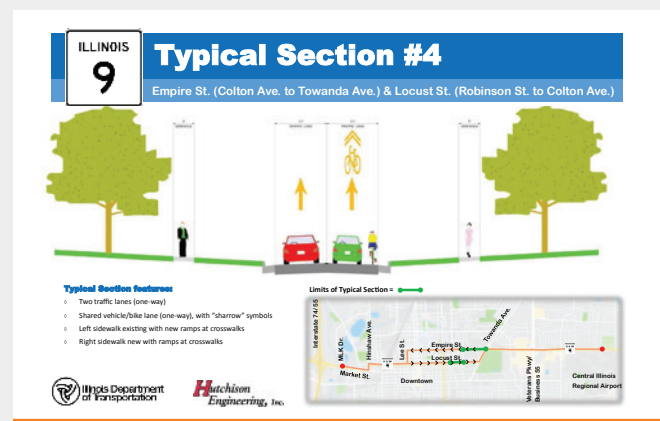 ILLINOIS
9
Typical Section #4
Empire St. (Colton Ave. to Towanda Ave.) & Locust St. (Robinson St. to Colton Ave.)
Typical Section features:
Two traffic lanes (one-way)
Shared vehicle/bike lane (one-way), with "sharrow" symbols
Left sidewalk existing with new ramps at crosswalks
Right sidewalk new with ramps at crosswalks
Limits of Typical Section =
Interstate 74/55
MLK Dr.
Hinshaw Ave.
Lee St.
Empire St.
Locust St.
Towanda Ave.
Market St.
Downtown
Veterans Pkwy/
Business 55
Central Illinois
Regional Airport
Illinois Department
of Transportation
Hutchison
Engineering, Inc.